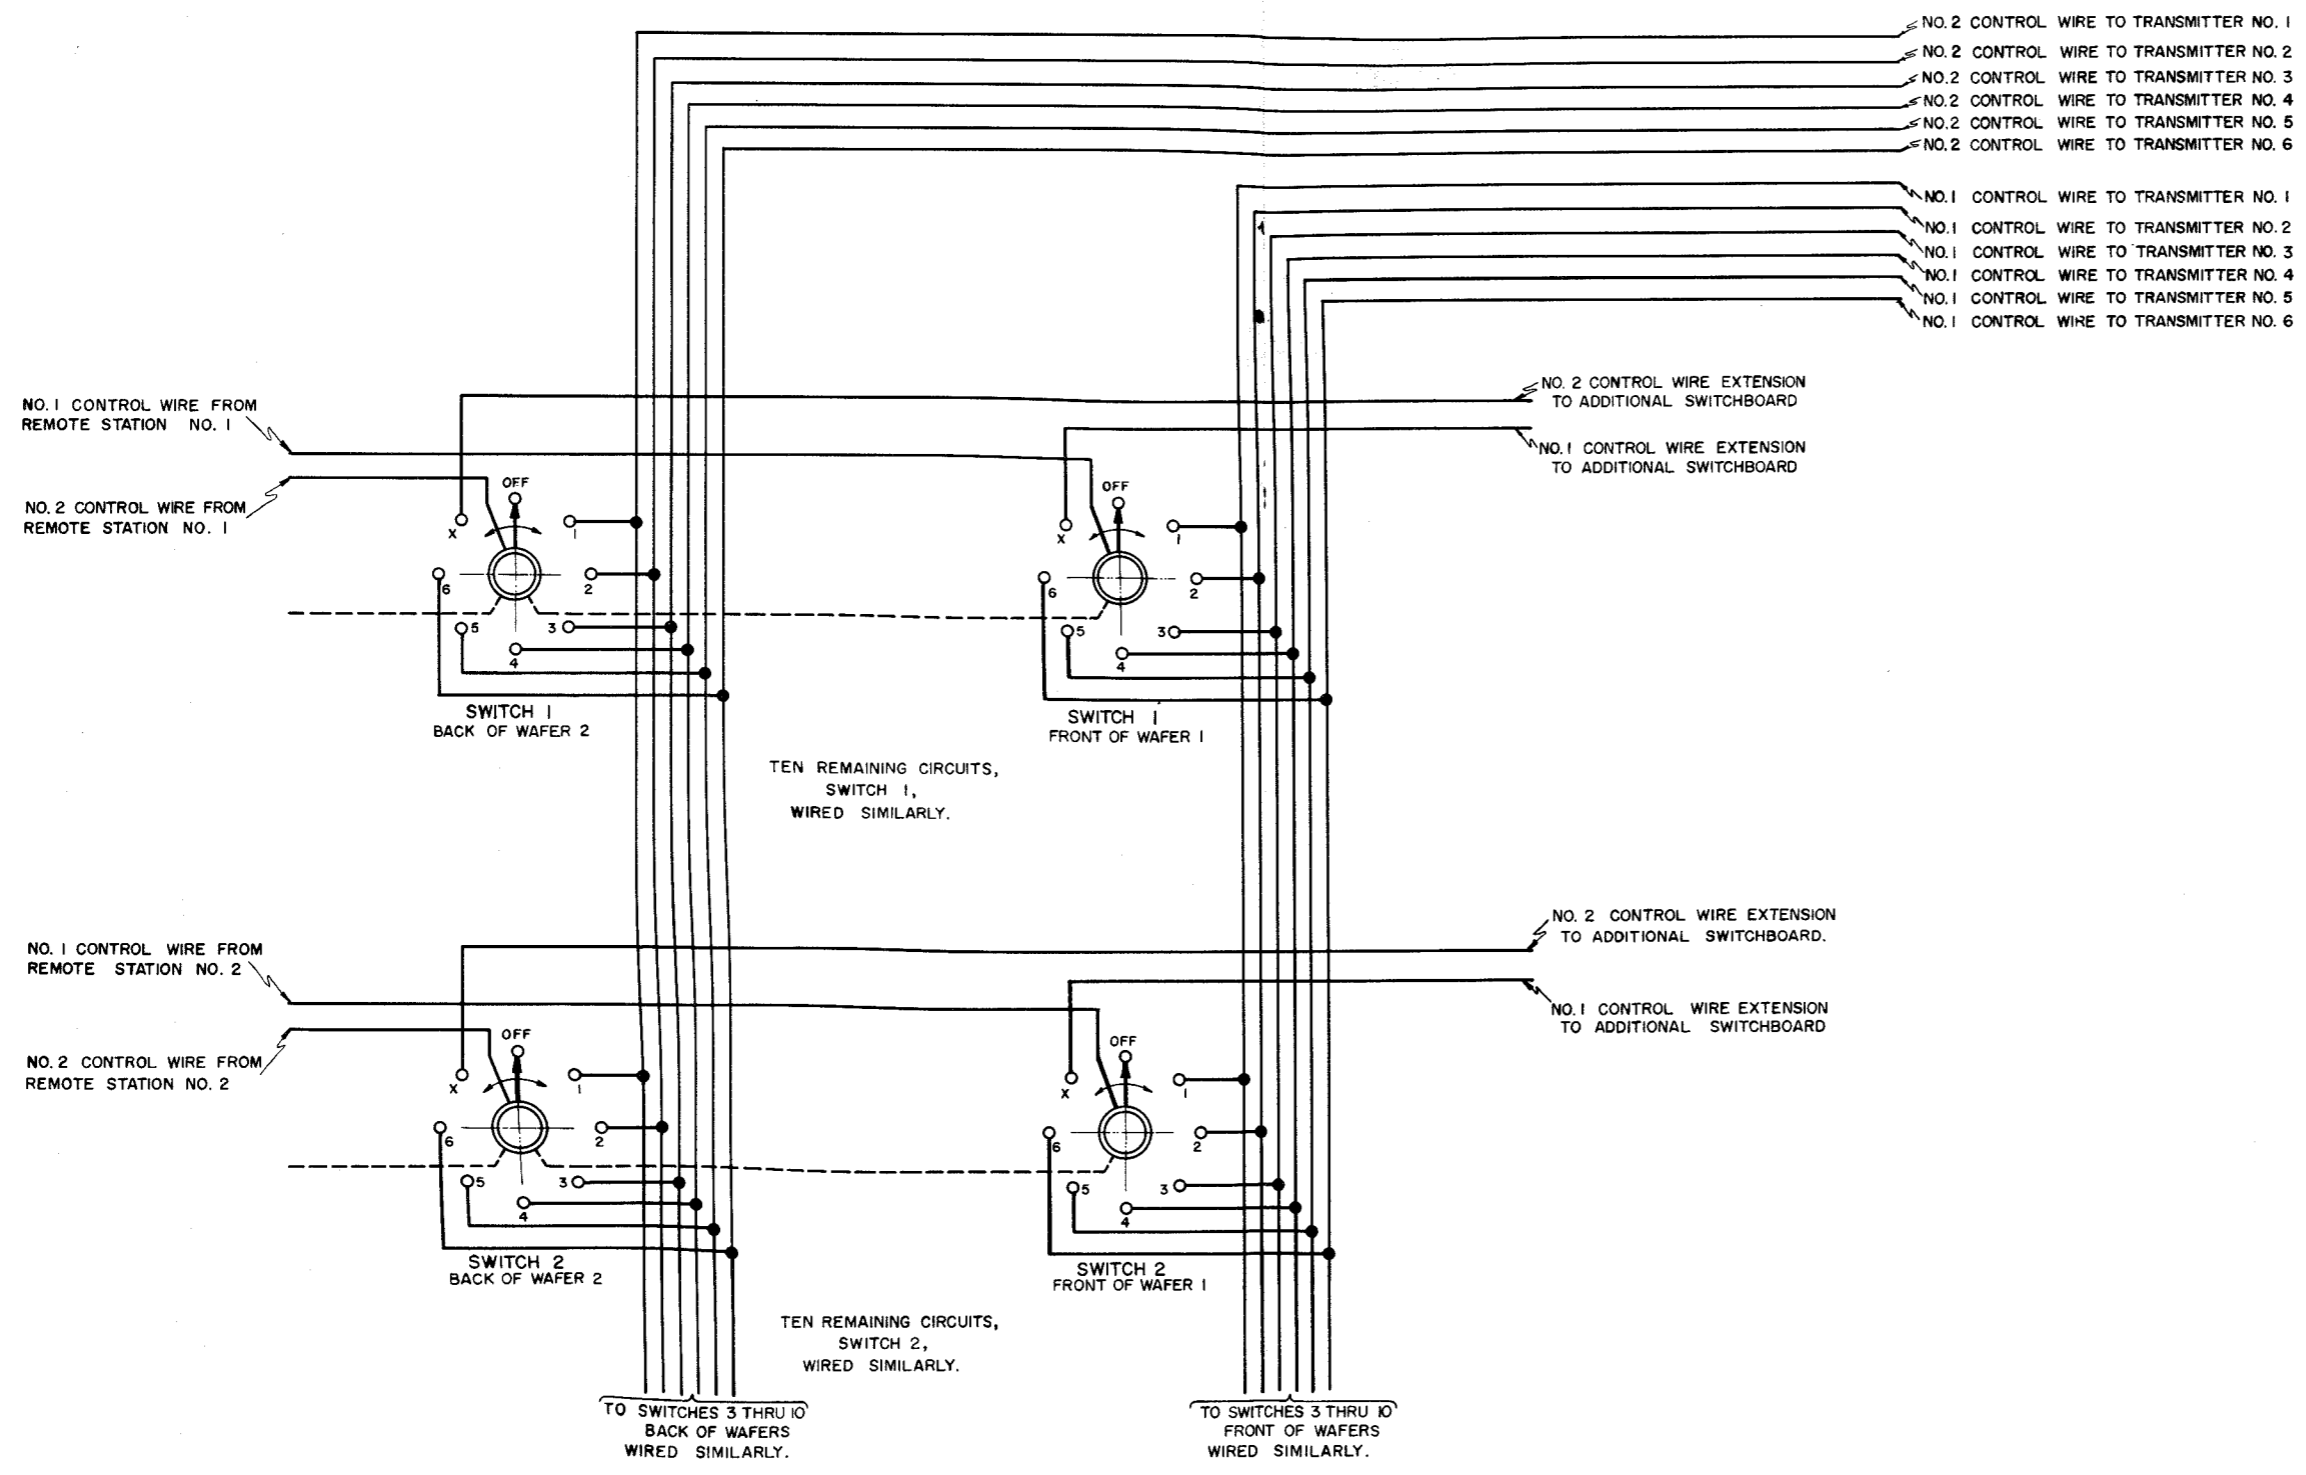 NO. 2 CONTROL WIRE TO TRANSMITTER NO. 1
NO. 2 CONTROL WIRE TO TRANSMITTER NO. 2
NO. 2 CONTROL WIRE TO TRANSMITTER NO. 3
NO. 2 CONTROL WIRE TO TRANSMITTER NO. 4
NO. 2 CONTROL WIRE TO TRANSMITTER NO. 5
NO. 2 CONTROL WIRE TO TRANSMITTER NO. 6
NO. 1 CONTROL WIRE TO TRANSMITTER NO. 1
NO. 1 CONTROL WIRE TO TRANSMITTER NO. 2
NO. 1 CONTROL WIRE TO TRANSMITTER NO. 3
NO. 1 CONTROL WIRE TO TRANSMITTER NO. 4
NO. 1 CONTROL WIRE TO TRANSMITTER NO. 5
NO. 1 CONTROL WIRE TO TRANSMITTER NO. 6
NO. 1 CONTROL WIRE FROM
REMOTE STATION NO. 1
NO. 2 CONTROL WIRE FROM
REMOTE STATION NO. 1
NO. 2 CONTROL WIRE EXTENSION
TO ADDITIONAL SWITCHBOARD
NO. 1 CONTROL WIRE EXTENSION
TO ADDITIONAL SWITCHBOARD
OFF
X
1
6
2
5
3
4
SWITCH 1
BACK OF WAFER 2
OFF
X
1
6
2
5
3
4
SWITCH 1
FRONT OF WAFER 1
TEN REMAINING CIRCUITS,
SWITCH 1,
WIRED SIMILARLY.
NO. 1 CONTROL WIRE FROM
REMOTE STATION NO. 2
NO. 2 CONTROL WIRE FROM
REMOTE STATION NO. 2
NO. 2 CONTROL WIRE EXTENSION
TO ADDITIONAL SWITCHBOARD.
NO. 1 CONTROL WIRE EXTENSION
TO ADDITIONAL SWITCHBOARD
OFF
X
1
6
2
5
3
4
SWITCH 2
BACK OF WAFER 2
OFF
X
1
6
2
5
3
4
SWITCH 2
FRONT OF WAFER 1
TEN REMAINING CIRCUITS,
SWITCH 2,
WIRED SIMILARLY.
TO SWITCHES 3 THRU 10
BACK OF WAFERS
WIRED SIMILARLY.
TO SWITCHES 3 THRU 10
FRONT OF WAFERS
WIRED SIMILARLY.